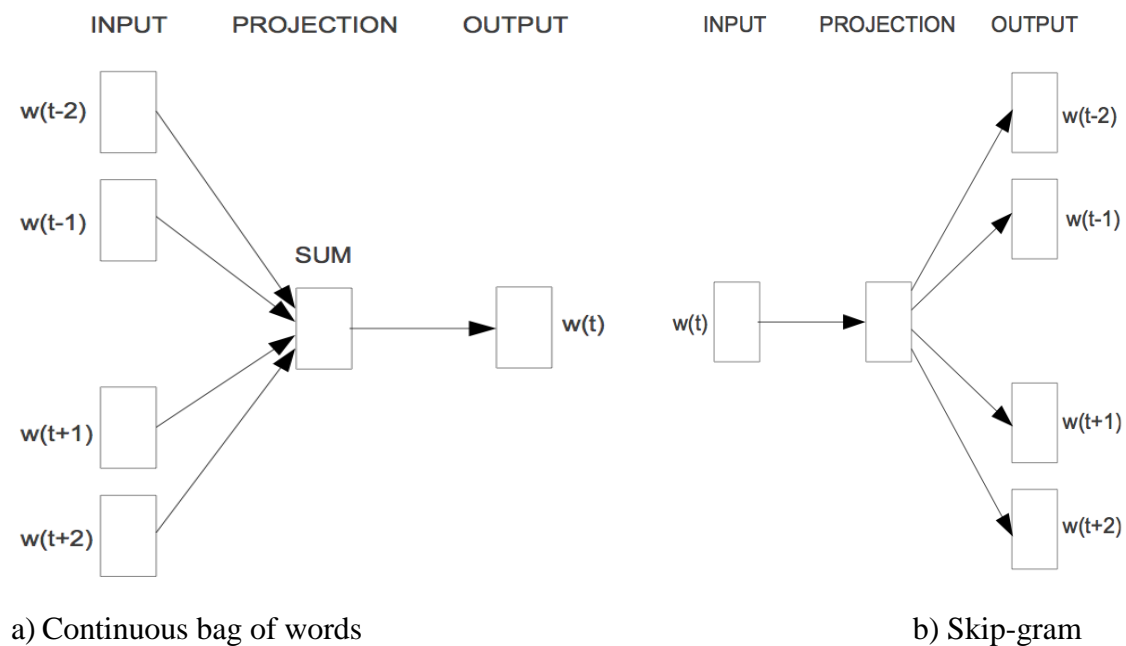 INPUT PROJECTION OUTPUT
w(t-2)
w(t-1)
SUM
w(t)
w(t+1)
w(t+2)
a) Continuous bag of words
INPUT PROJECTION OUTPUT
w(t-2)
w(t-1)
w(t)
w(t+1)
w(t+2)
b) Skip-gram